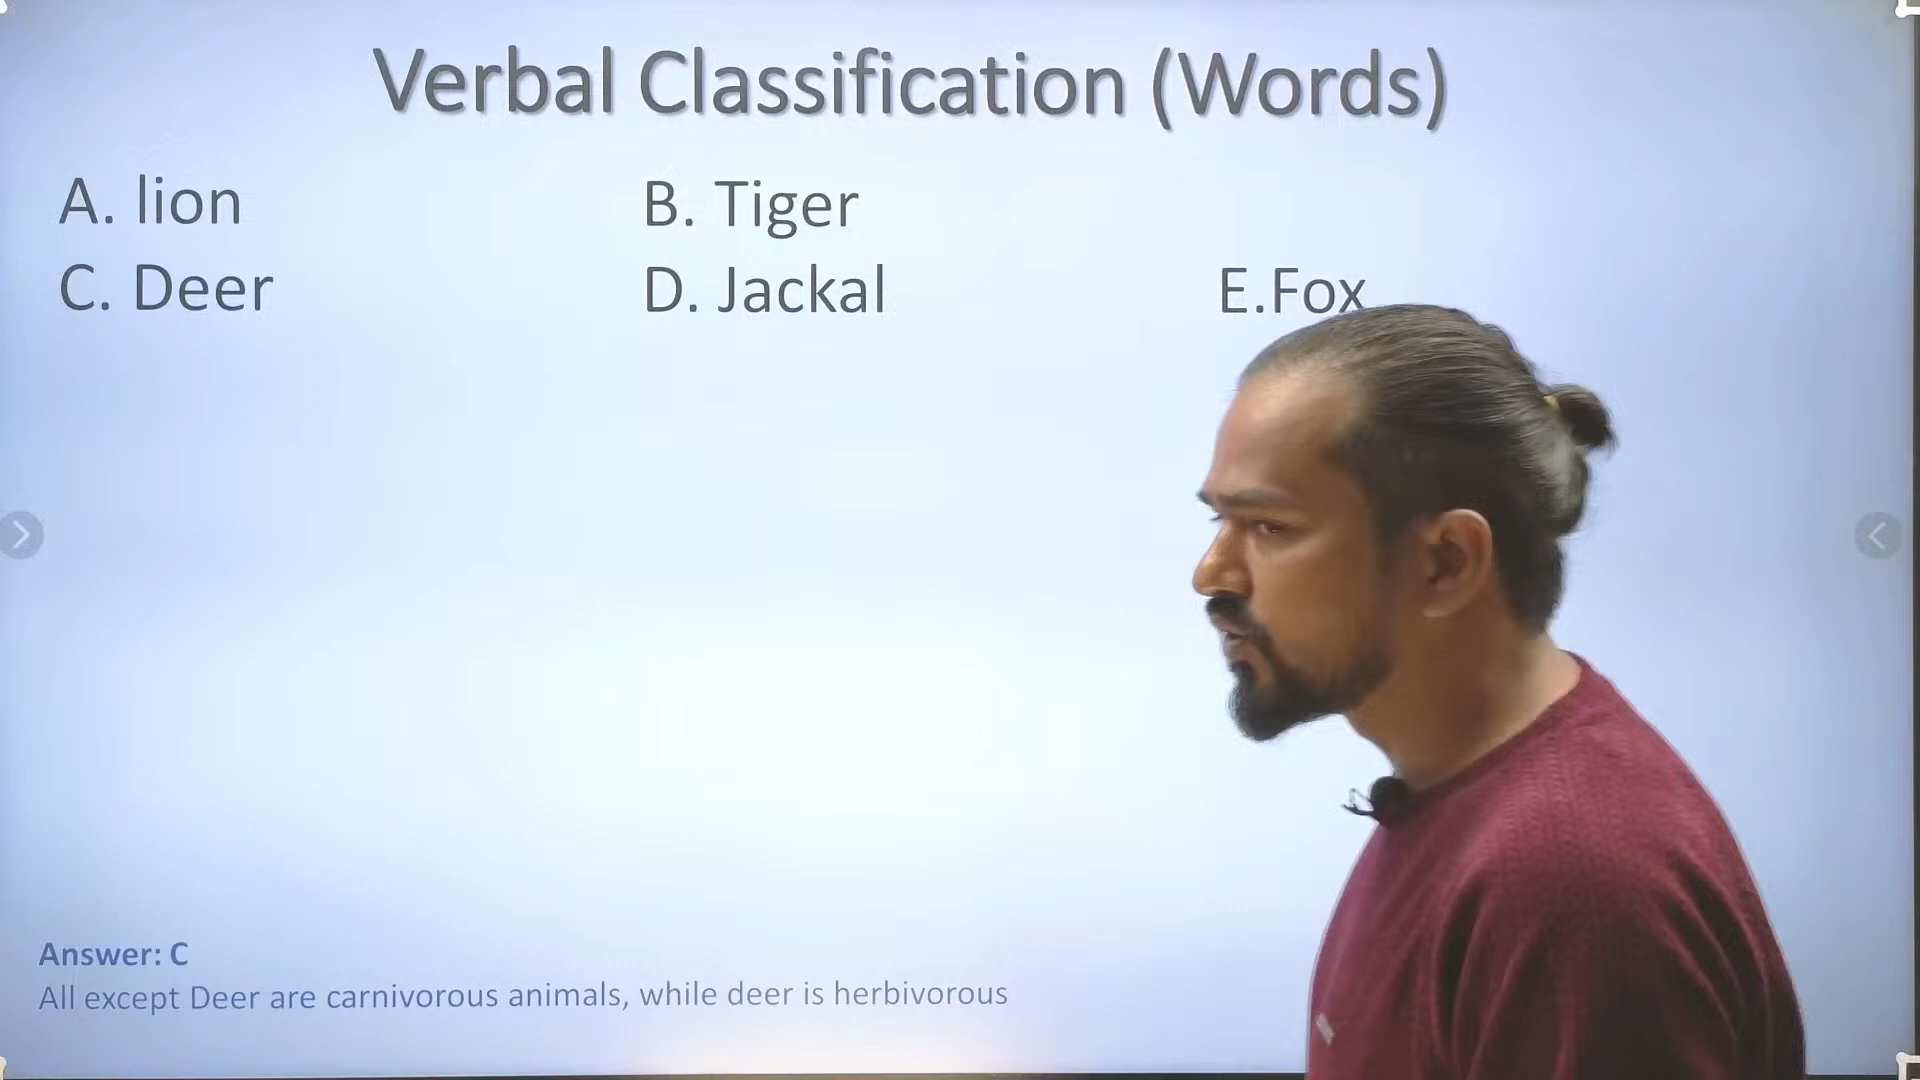 Verbal Classification (Words)
A. lion B. Tiger
C. Deer D. Jackal E.Fox
Answer: C
All except Deer are carnivorous animals, while deer is herbivorous